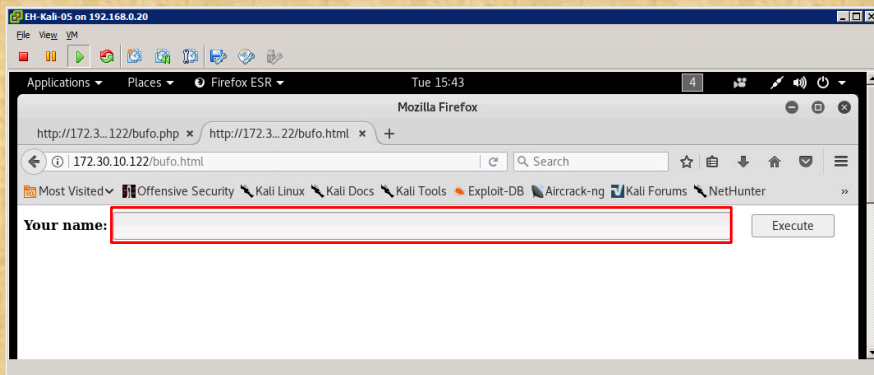 EH-Kali-05 on 192.168.0.20
File View VM
Applications Places Firefox ESR Tue 15:43 4
Mozilla Firefox
http://172.3...122/bufo.php × http://172.3...22/bufo.html × +
172.30.10.122/bufo.html Search
Most Visited Offensive Security Kali Linux Kali Docs Kali Tools Exploit-DB Aircrack-ng Kali Forums NetHunter »
Your name: Execute